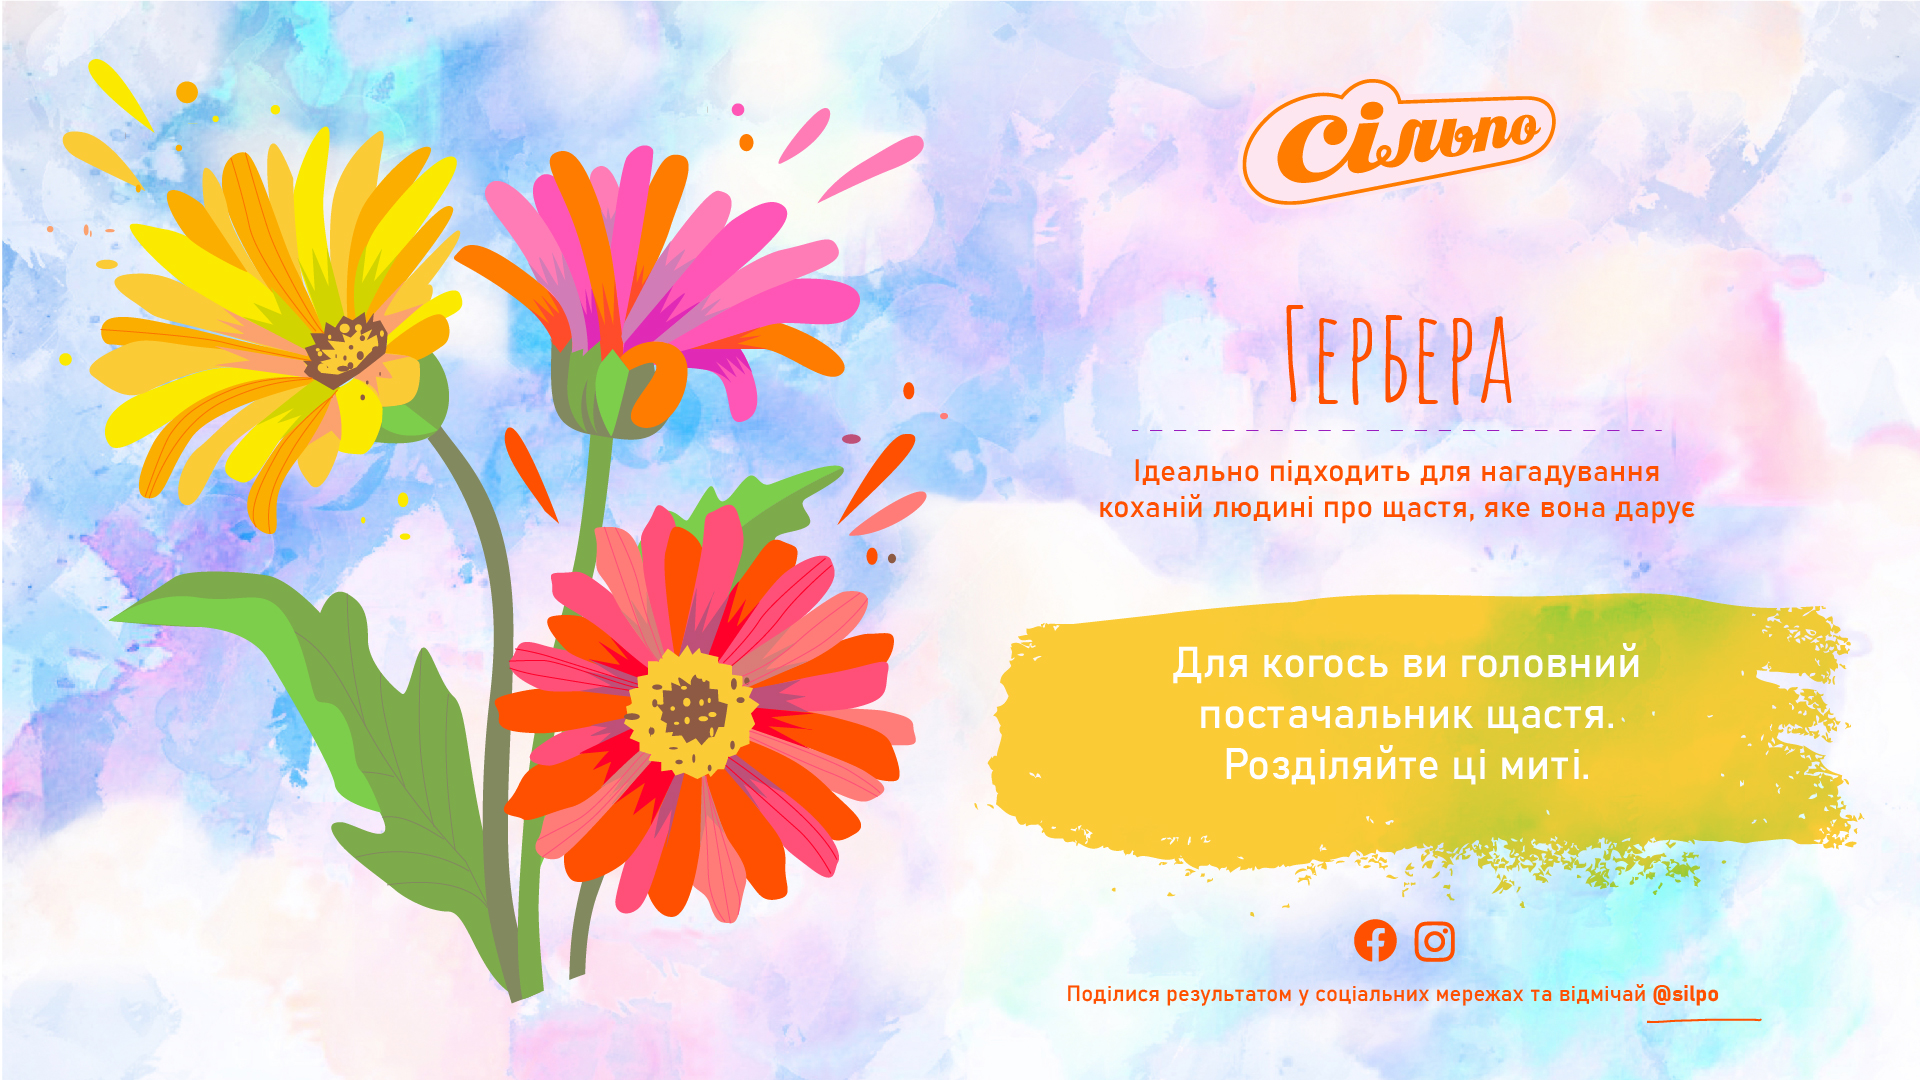 Сільпо
Гербера
Ідеально підходить для нагадування
коханій людині про щастя, яке вона дарує
Для когось ви головний
постачальник щастя.
Розділяйте ці миті.
Поділися результатом у соціальних мережах та відмічай @silpo